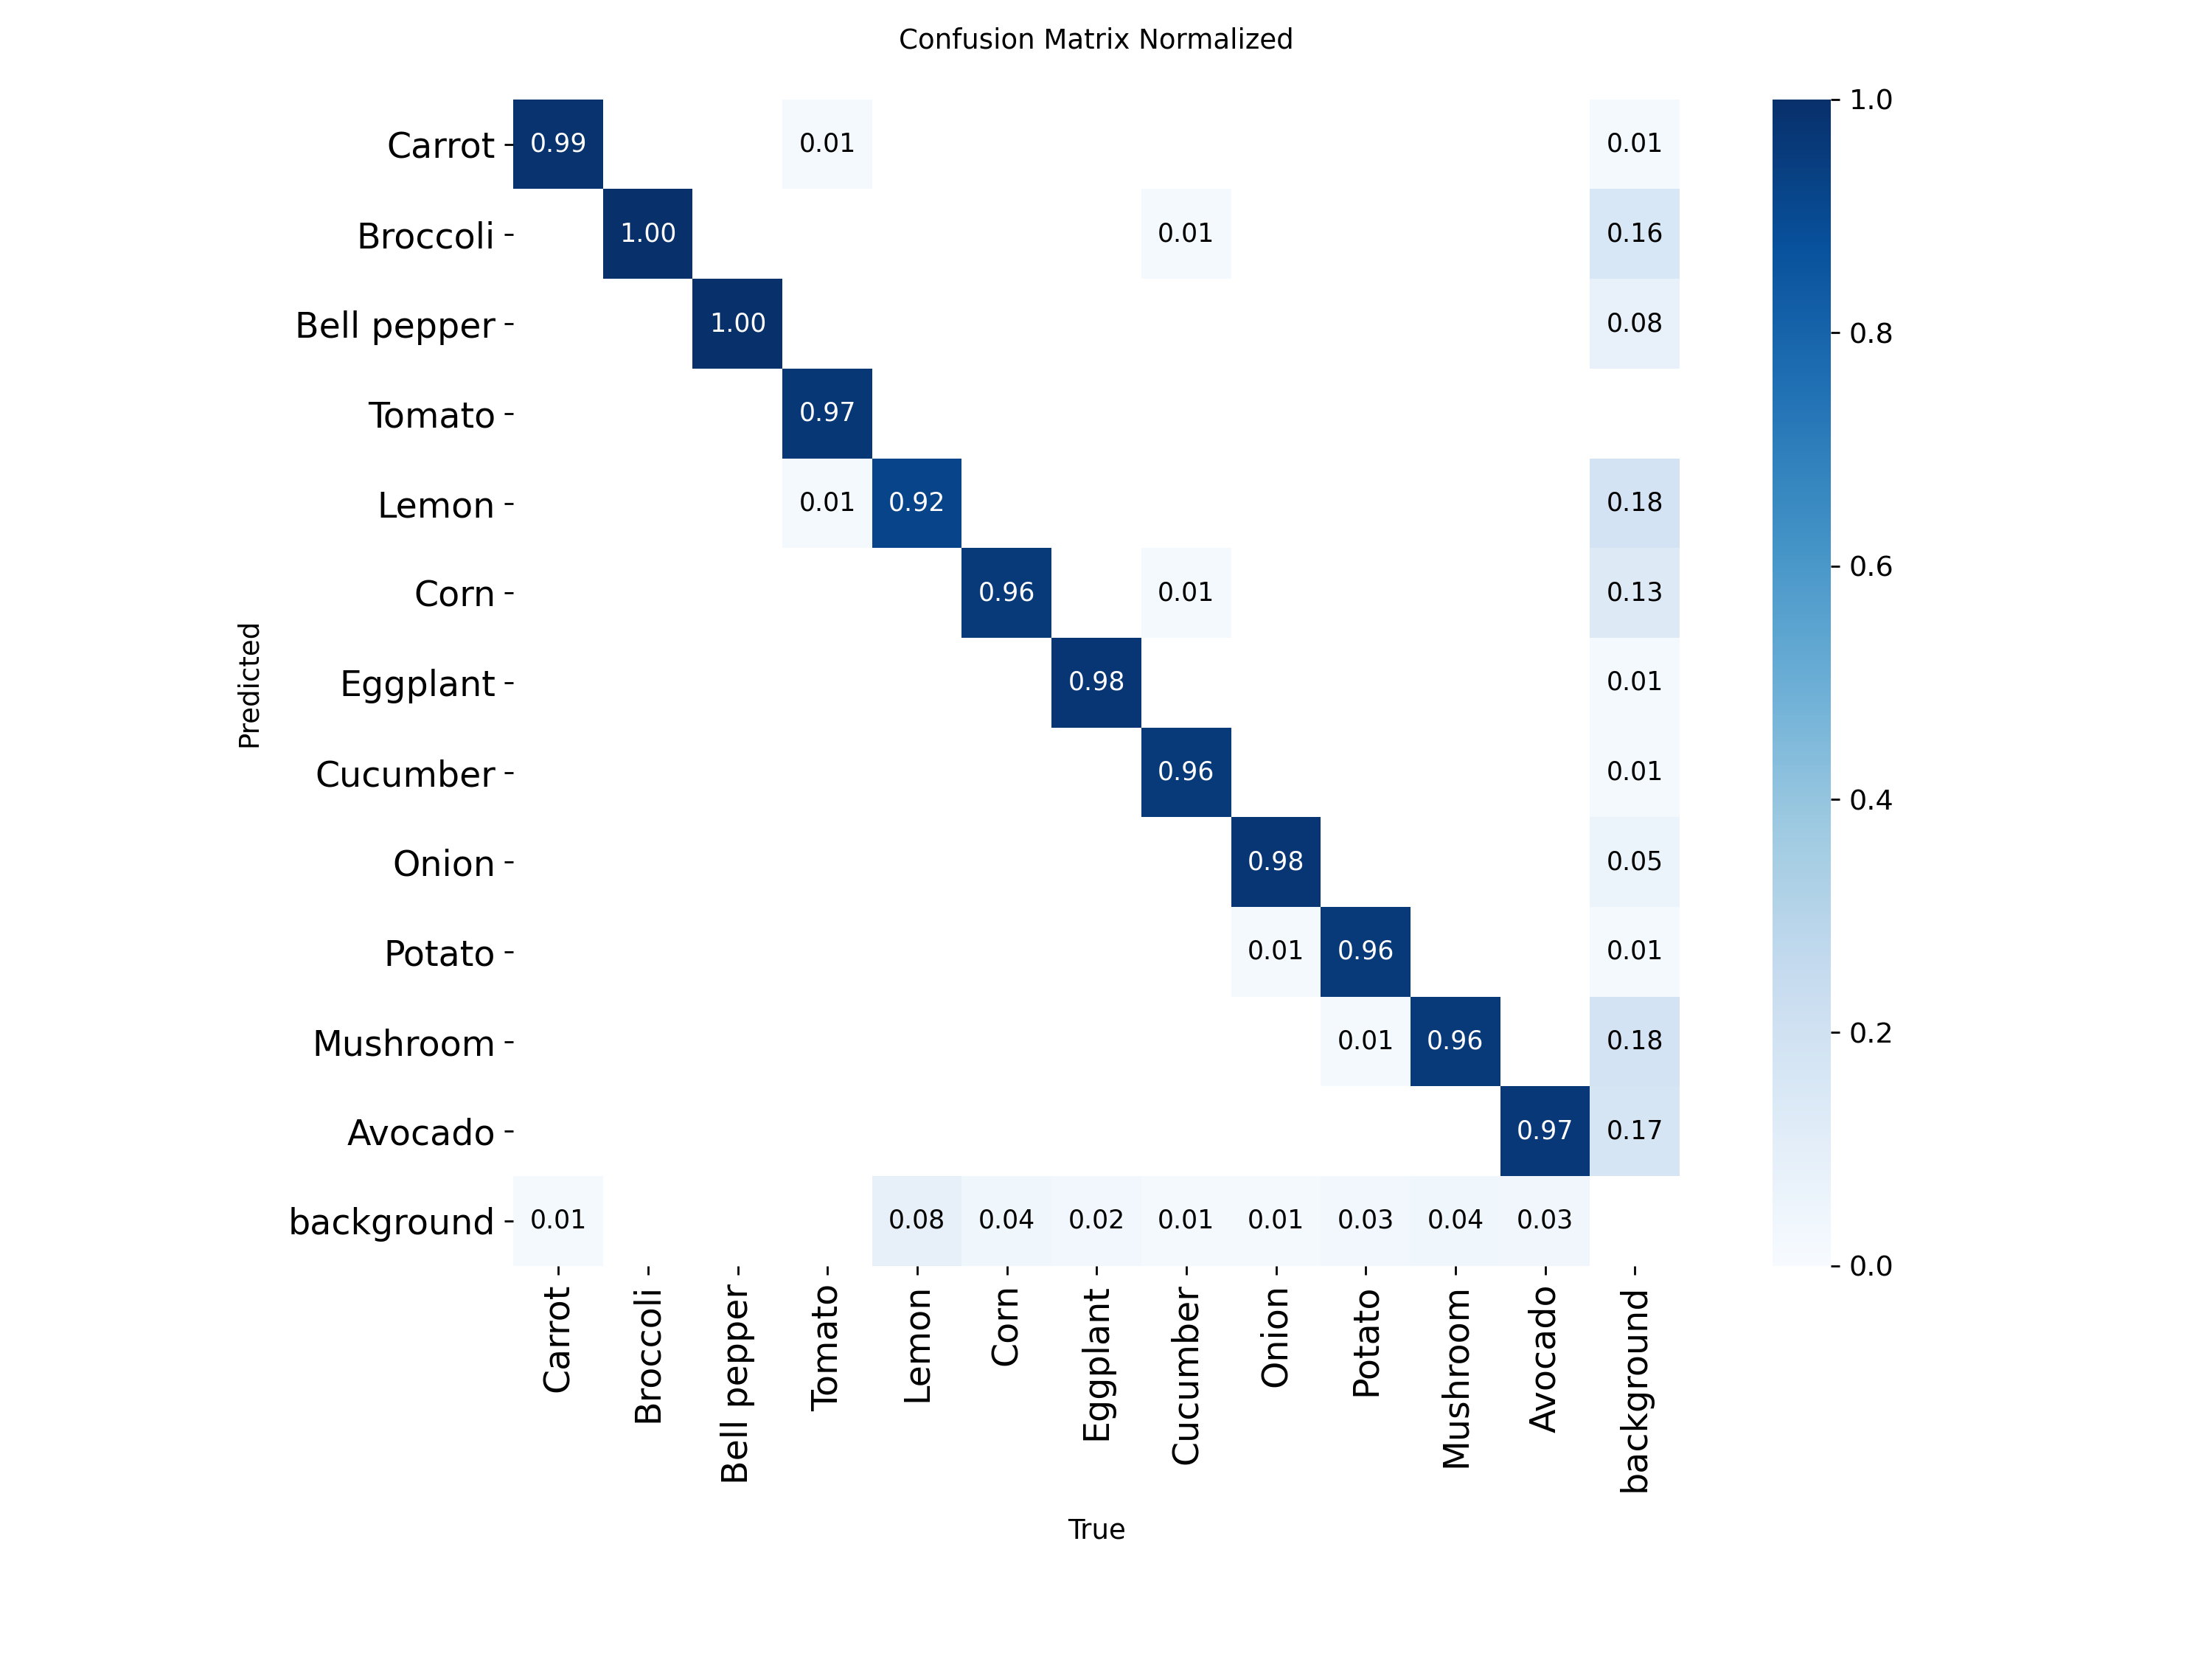 Confusion Matrix Normalized
Carrot 0.99 0.01 0.01
Broccoli 1.00 0.01 0.16
Bell pepper 1.00 0.08
Tomato 0.97
Lemon 0.01 0.92 0.18
Corn 0.96 0.01 0.13
Eggplant 0.98 0.01
Cucumber 0.96 0.01
Onion 0.98 0.05
Potato 0.01 0.96 0.01
Mushroom 0.01 0.96 0.18
Avocado 0.97 0.17
background 0.01 0.08 0.04 0.02 0.01 0.01 0.03 0.04 0.03
Predicted
Carrot Broccoli Bell pepper Tomato Lemon Corn Eggplant Cucumber Onion Potato Mushroom Avocado background
True
1.0
0.8
0.6
0.4
0.2
0.0